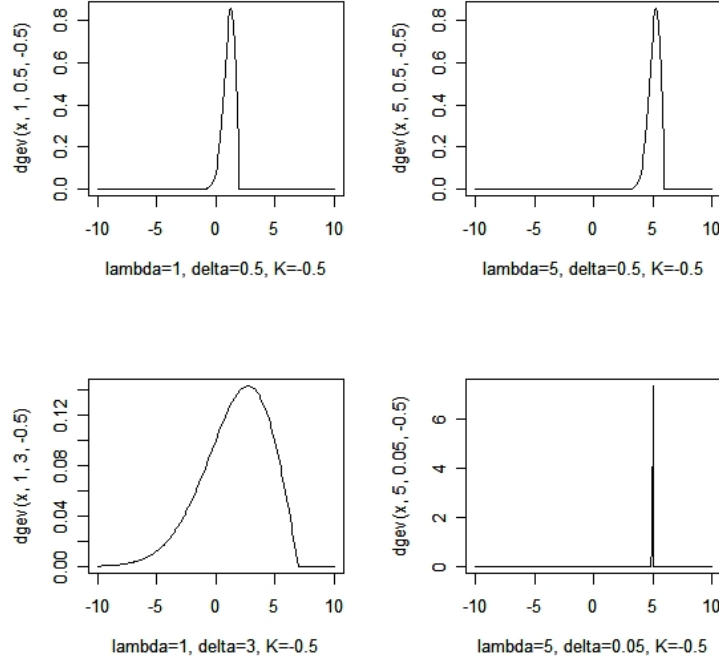 dgev(x, 1, 0.5, -0.5)
0.0 0.2 0.4 0.6 0.8
-10 -5 0 5 10
lambda=1, delta=0.5, K=-0.5
dgev(x, 5, 0.5, -0.5)
0.0 0.2 0.4 0.6 0.8
-10 -5 0 5 10
lambda=5, delta=0.5, K=-0.5
dgev(x, 1, 3, -0.5)
0.00 0.04 0.08 0.12
-10 -5 0 5 10
lambda=1, delta=3, K=-0.5
dgev(x, 5, 0.05, -0.5)
0 2 4 6
-10 -5 0 5 10
lambda=5, delta=0.05, K=-0.5